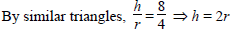 By similar triangles, h/r = 8/4 ⇒ h = 2r